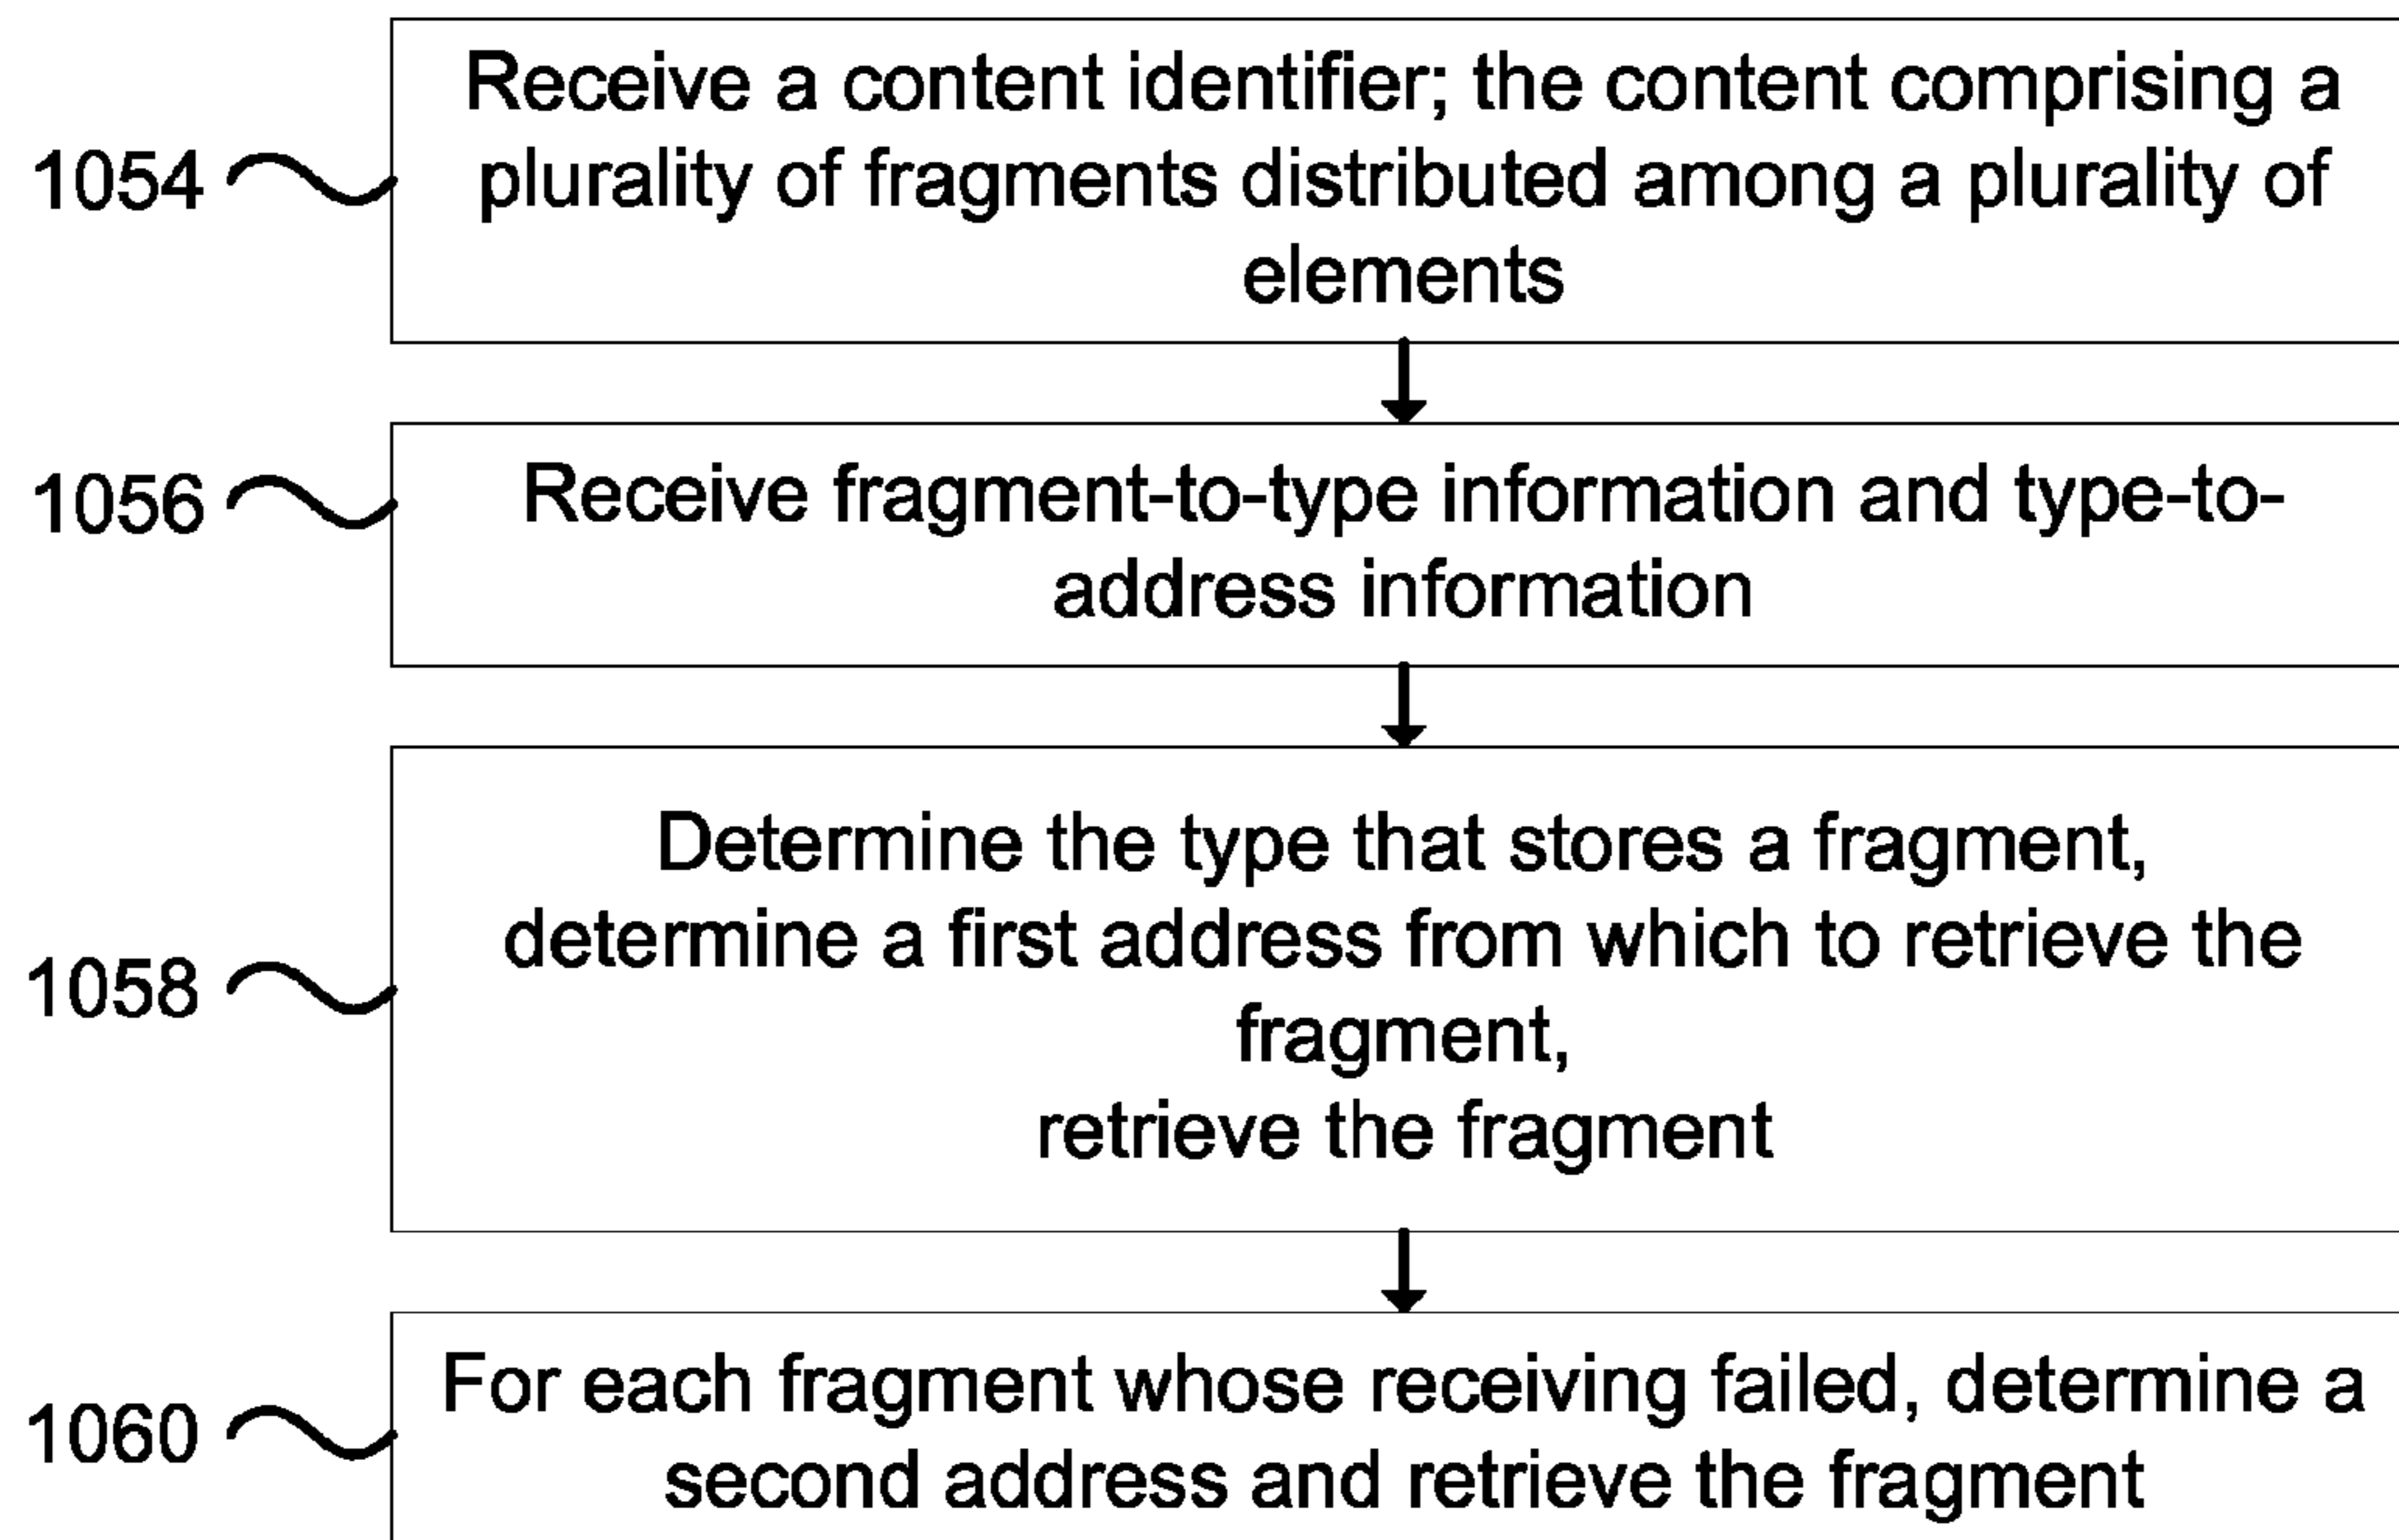 Receive a content identifier; the content comprising a
1054 plurality of fragments distributed among a plurality of
elements
1056 Receive fragment-to-type information and type-to-
address information
Determine the type that stores a fragment,
determine a first address from which to retrieve the
1058 fragment,
retrieve the fragment
1060 For each fragment whose receiving failed, determine a
second address and retrieve the fragment